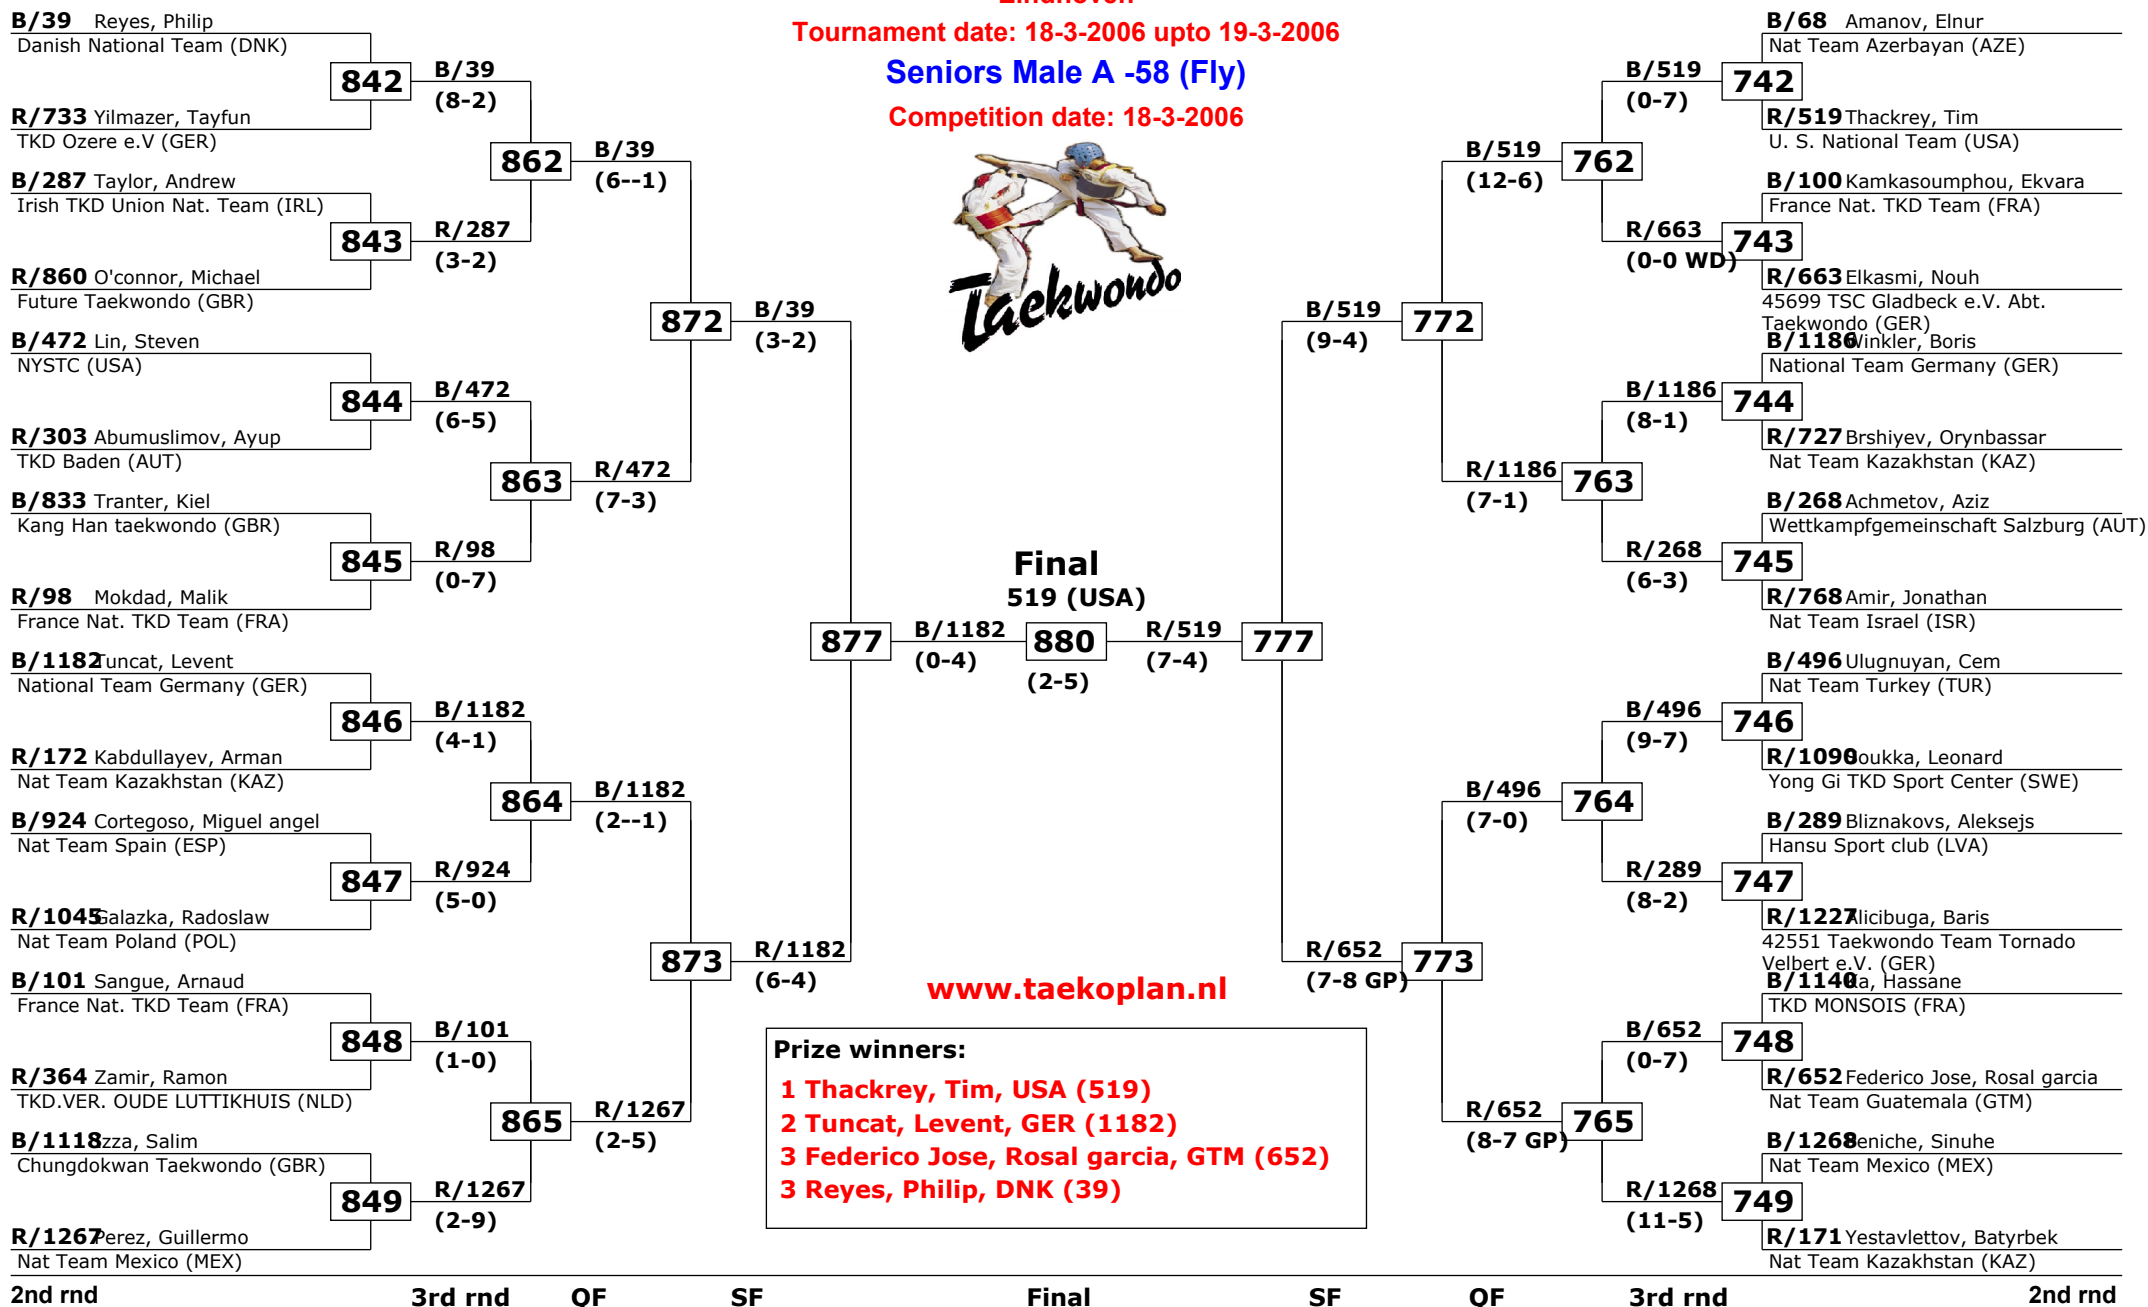 Eindhoven
Tournament date: 18-3-2006 upto 19-3-2006
Seniors Male A -58 (Fly)
Competition date: 18-3-2006
Taekwondo
B/39 Reyes, Philip
Danish National Team (DNK)
842
R/733 Yilmazer, Tayfun
TKD Ozere e.V (GER)
B/287 Taylor, Andrew
Irish TKD Union Nat. Team (IRL)
843
R/860 O'connor, Michael
Future Taekwondo (GBR)
B/472 Lin, Steven
NYSTC (USA)
844
R/303 Abumuslimov, Ayup
TKD Baden (AUT)
B/833 Tranter, Kiel
Kang Han taekwondo (GBR)
845
R/98 Mokdad, Malik
France Nat. TKD Team (FRA)
B/1182 Tuncat, Levent
National Team Germany (GER)
846
R/172 Kabdullayev, Arman
Nat Team Kazakhstan (KAZ)
B/924 Cortegoso, Miguel angel
Nat Team Spain (ESP)
847
R/1045 Galazka, Radoslaw
Nat Team Poland (POL)
B/101 Sangue, Arnaud
France Nat. TKD Team (FRA)
848
R/364 Zamir, Ramon
TKD.VER. OUDE LUTTIKHUIS (NLD)
B/1118 Izza, Salim
Chungdokwan Taekwondo (GBR)
849
R/1267 Perez, Guillermo
Nat Team Mexico (MEX)
B/39
(8-2)
862
R/287
(3-2)
B/472
(6-5)
863
R/98
(0-7)
B/1182
(4-1)
864
R/924
(5-0)
B/101
(1-0)
865
R/1267
(2-9)
B/39
(6--1)
872
R/472
(7-3)
B/1182
(2--1)
873
R/1267
(2-5)
B/39
(3-2)
877
R/1182
(6-4)
Final
519 (USA)
B/1182
(0-4)
880
(2-5)
R/519
(7-4)
777
B/519
(9-4)
R/652
(7-8 GP)
B/519
(12-6)
772
R/1186
(7-1)
B/496
(7-0)
773
R/652
(8-7 GP)
B/519
(0-7)
762
R/663
(0-0 WD)
B/1186
(8-1)
763
R/268
(6-3)
B/496
(9-7)
764
R/289
(8-2)
B/652
(0-7)
765
R/1268
(11-5)
B/68 Amanov, Elnur
Nat Team Azerbayan (AZE)
742
R/519 Thackrey, Tim
U. S. National Team (USA)
B/100 Kamkasoumphou, Ekvara
France Nat. TKD Team (FRA)
743
R/663 Elkasmi, Nouh
45699 TSC Gladbeck e.V. Abt.
Taekwondo (GER)
B/1186 Winkler, Boris
National Team Germany (GER)
744
R/727 Brshiyev, Orynbassar
Nat Team Kazakhstan (KAZ)
B/268 Achmetov, Aziz
Wettkampfgemeinschaft Salzburg (AUT)
745
R/768 Amir, Jonathan
Nat Team Israel (ISR)
B/496 Ulugnuyan, Cem
Nat Team Turkey (TUR)
746
R/1090 Leonard
Yong Gi TKD Sport Center (SWE)
B/289 Bliznakovs, Aleksejs
Hansu Sport club (LVA)
747
R/1227 Alicibuga, Baris
42551 Taekwondo Team Tornado
Velbert e.V. (GER)
B/1140 Hassane
TKD MONSOIS (FRA)
748
R/652 Federico Jose, Rosal garcia
Nat Team Guatemala (GTM)
B/1268 Peniche, Sinuhe
Nat Team Mexico (MEX)
749
R/171 Yestavlettov, Batyrbek
Nat Team Kazakhstan (KAZ)
www.taekoplan.nl
Prize winners:
1 Thackrey, Tim, USA (519)
2 Tuncat, Levent, GER (1182)
3 Federico Jose, Rosal garcia, GTM (652)
3 Reyes, Philip, DNK (39)
2nd rnd 3rd rnd QF SF Final SF QF 3rd rnd 2nd rnd